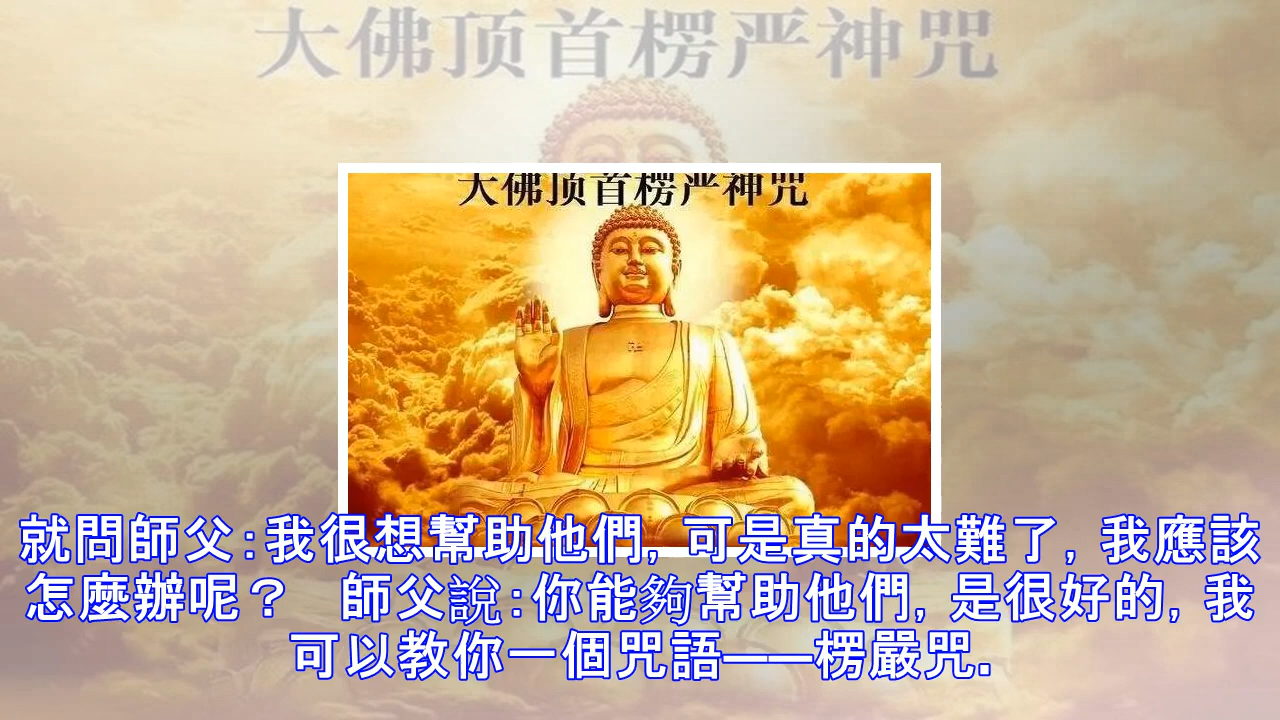 大佛顶首楞严神咒
大佛顶首楞严神咒
就問師父:我很想幫助他們, 可是真的太難了, 我應該
怎麼辦呢？　師父說:你能夠幫助他們, 是很好的, 我
可以教你一個咒語——楞嚴咒.